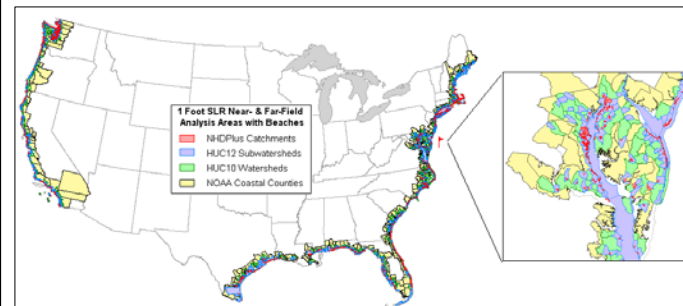 1 Foot SLR Near- & Far-Field
Analysis Areas with Beaches
NHDPlus Catchments
HUC12 Subwatersheds
HUC10 Watersheds
NOAA Coastal Counties